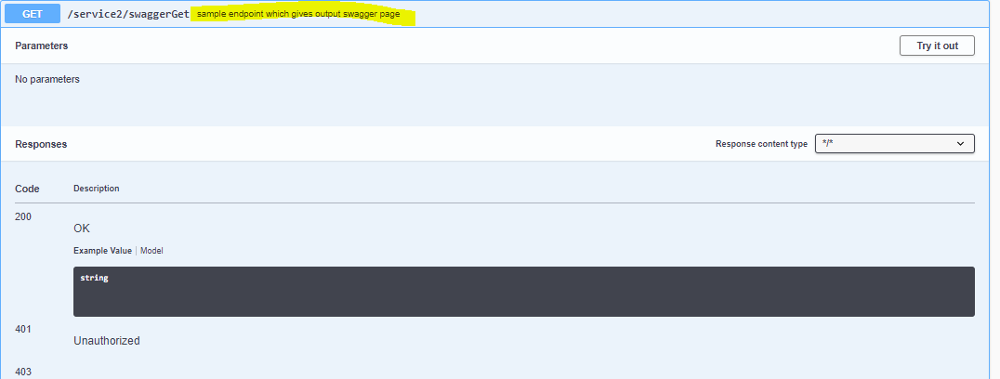 GET /service2/swaggerGet sample endpoint which gives output swagger page
Parameters Try it out
No parameters
Responses Response content type */*
Code Description
200
OK
Example Value | Model
string
401
Unauthorized
403